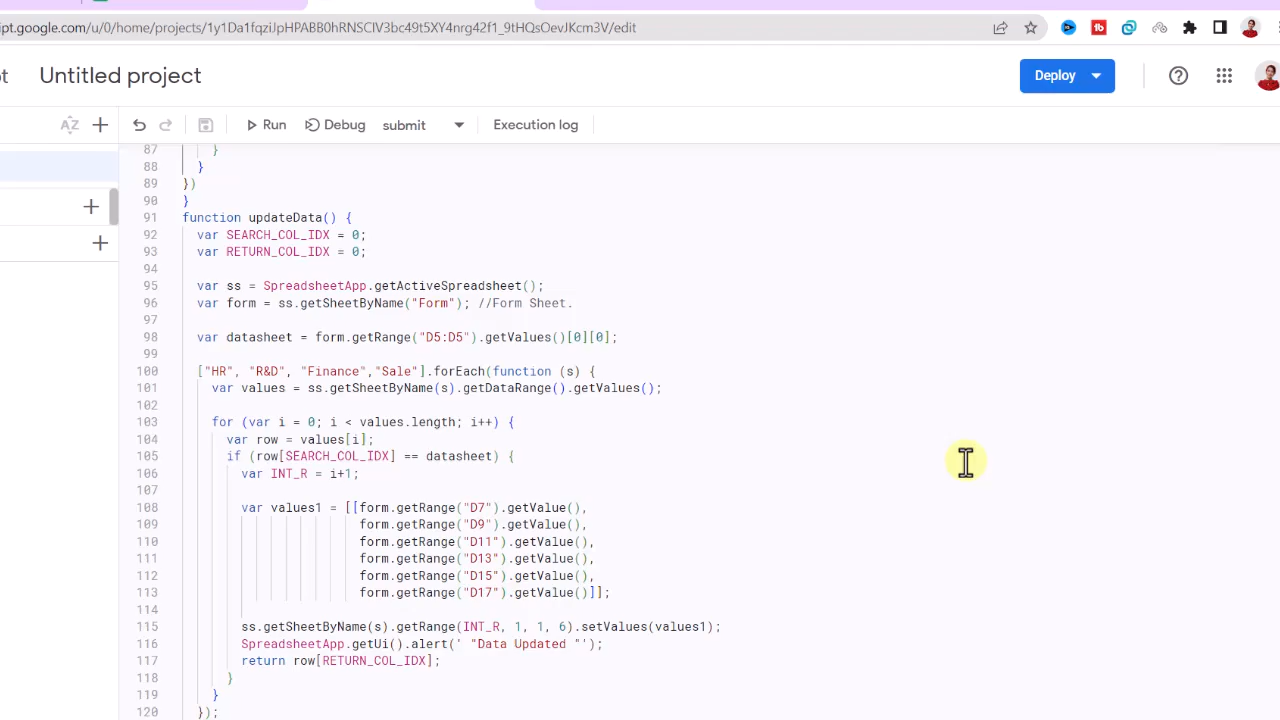 ipt.google.com/u/0/home/projects/1y1Da1fqziJpHPABB0hRNSClV3bc49t5XY4nrg42f1_9tHQsOevJKcm3V/edit
Untitled project
Deploy
AZ
Run
Debug
submit
Execution log
87 }
88 }
89 })
90 }
91 function updateData() {
92 var SEARCH_COL_IDX = 0;
93 var RETURN_COL_IDX = 0;
94
95 var ss = SpreadsheetApp.getActiveSpreadsheet();
96 var form = ss.getSheetByName("Form"); //Form Sheet.
97
98 var datasheet = form.getRange("D5:D5").getValues()[0][0];
99
100 ["HR", "R&D", "Finance","Sale"].forEach(function (s) {
101 var values = ss.getSheetByName(s).getDataRange().getValues();
102
103 for (var i = 0; i < values.length; i++) {
104 var row = values[i];
105 if (row[SEARCH_COL_IDX] == datasheet) {
106 var INT_R = i+1;
107
108 var values1 = [[form.getRange("D7").getValue(),
109 form.getRange("D9").getValue(),
110 form.getRange("D11").getValue(),
111 form.getRange("D13").getValue(),
112 form.getRange("D15").getValue(),
113 form.getRange("D17").getValue()]];
114
115 ss.getSheetByName(s).getRange(INT_R, 1, 1, 6).setValues(values1);
116 SpreadsheetApp.getUi().alert(' "Data Updated "');
117 return row[RETURN_COL_IDX];
118 }
119 }
120 });